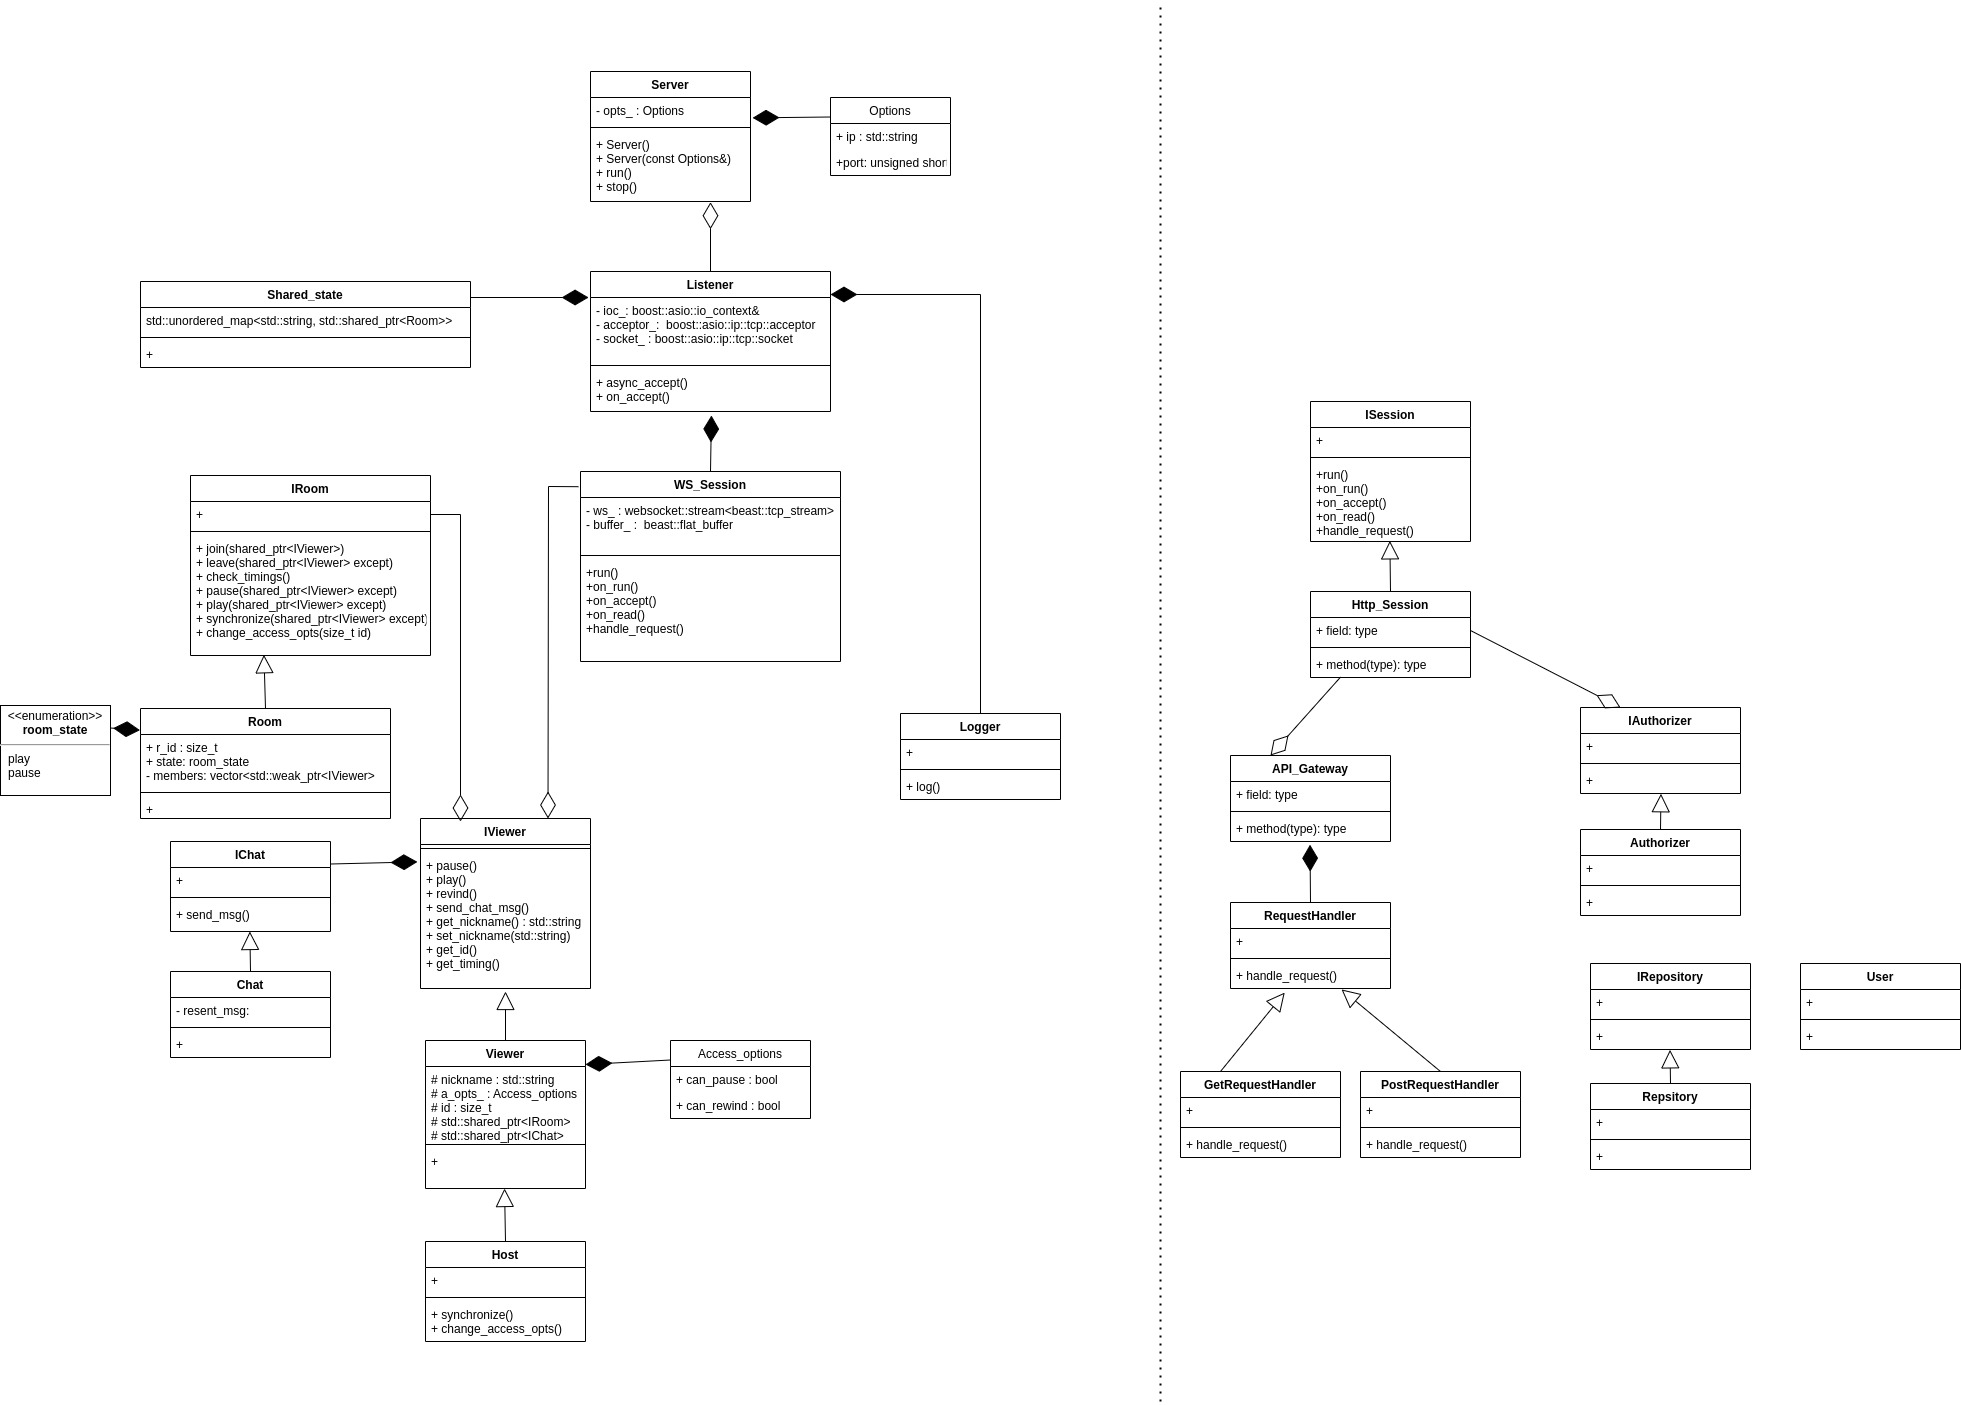 Server
- opts_ : Options
+ Server()
+ Server(const Options&)
+ run()
+ stop()
Options
+ ip : std::string
+port: unsigned shor
Shared_state
std::unordered_map<std::string, std::shared_ptr<Room>>
+
Listener
- ioc_: boost::asio::io_context&
- acceptor_:  boost::asio::ip::tcp::acceptor
- socket_ : boost::asio::ip::tcp::socket
+ async_accept()
+ on_accept()
IRoom
+
+ join(shared_ptr<IViewer>)
+ leave(shared_ptr<IViewer> except)
+ check_timings()
+ pause(shared_ptr<IViewer> except)
+ play(shared_ptr<IViewer> except)
+ synchronize(shared_ptr<IViewer> except)
+ change_access_opts(size_t id)
WS_Session
- ws_ : websocket::stream<beast::tcp_stream>
- buffer_ :  beast::flat_buffer
+run()
+on_run()
+on_accept()
+on_read()
+handle_request()
<<enumeration>>
room_state
play
pause
Room
+ r_id : size_t
+ state: room_state
- members: vector<std::weak_ptr<IViewer>
+
Logger
+
+ log()
IChat
+
+ send_msg()
Chat
- resent_msg:
+
IViewer
+ pause()
+ play()
+ revind()
+ send_chat_msg()
+ get_nickname() : std::string
+ set_nickname(std::string)
+ get_id()
+ get_timing()
Viewer
# nickname : std::string
# a_opts_ : Access_options
# id : size_t
# std::shared_ptr<IRoom>
# std::shared_ptr<IChat>
+
Access_options
+ can_pause : bool
+ can_rewind : bool
Host
+
+ synchronize()
+ change_access_opts()
ISession
+
+run()
+on_run()
+on_accept()
+on_read()
+handle_request()
Http_Session
+ field: type
+ method(type): type
IAuthorizer
+
+
API_Gateway
+ field: type
+ method(type): type
Authorizer
+
+
RequestHandler
+
+ handle_request()
GetRequestHandler
+
+ handle_request()
PostRequestHandler
+
+ handle_request()
IRepository
+
+
Repsitory
+
+
User
+
+